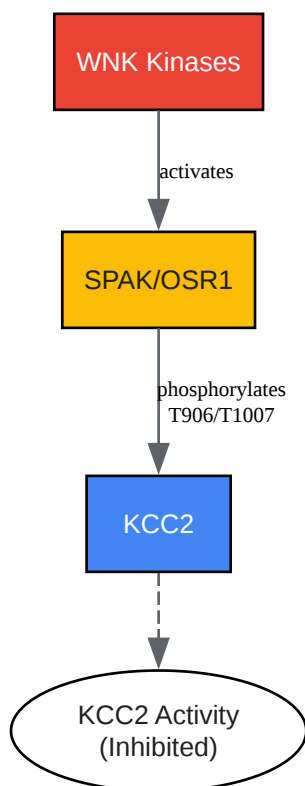 WNK Kinases
activates
SPAK/OSR1
phosphorylates
T906/T1007
KCC2
KCC2 Activity
(Inhibited)